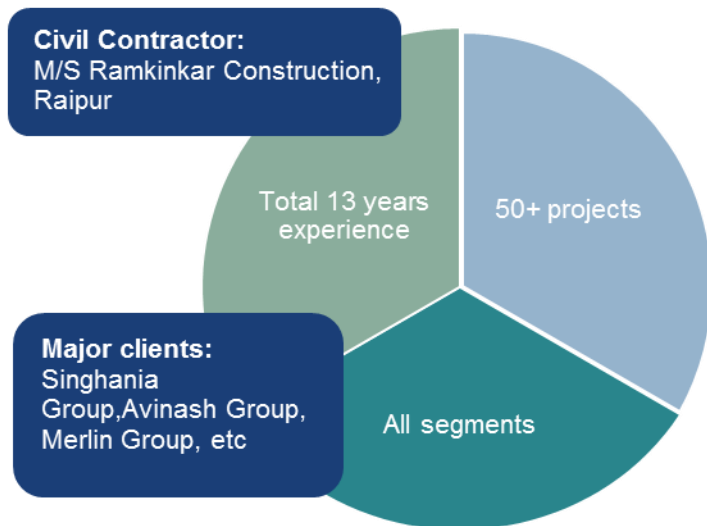 Civil Contractor:
M/S Ramkinkar Construction,
Raipur
Total 13 years
experience
50+ projects
Major clients:
Singhania
Group,Avinash Group,
Merlin Group, etc
All segments